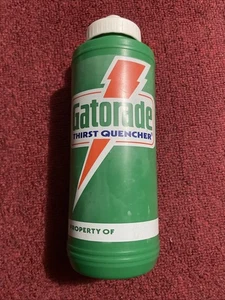 Gatorade
THIRST QUENCHER
PROPERTY OF